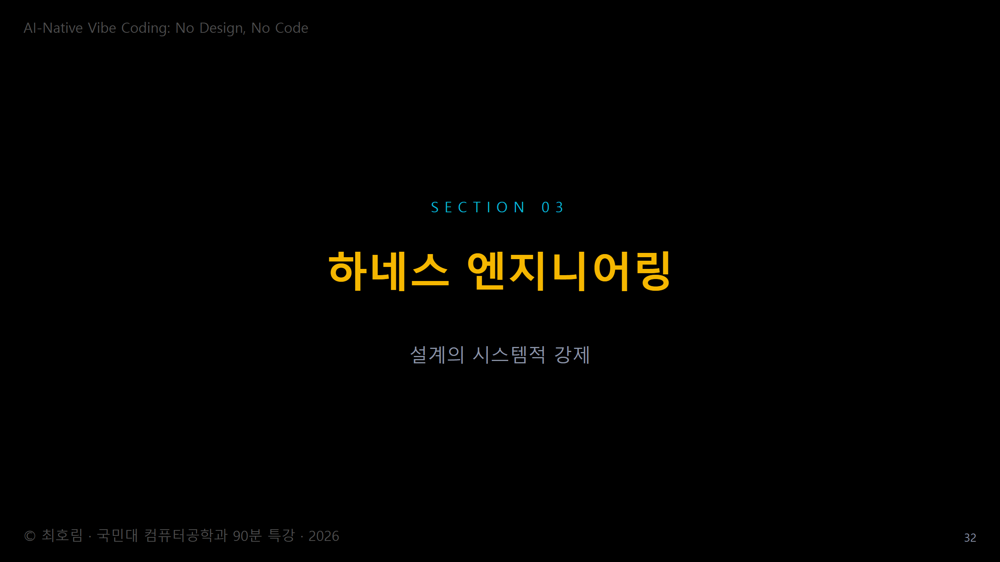 AI-Native Vibe Coding: No Design, No Code
SECTION 03
하네스 엔지니어링
설계의 시스템적 강제
© 최호림 · 국민대 컴퓨터공학과 90분 특강 · 2026
32